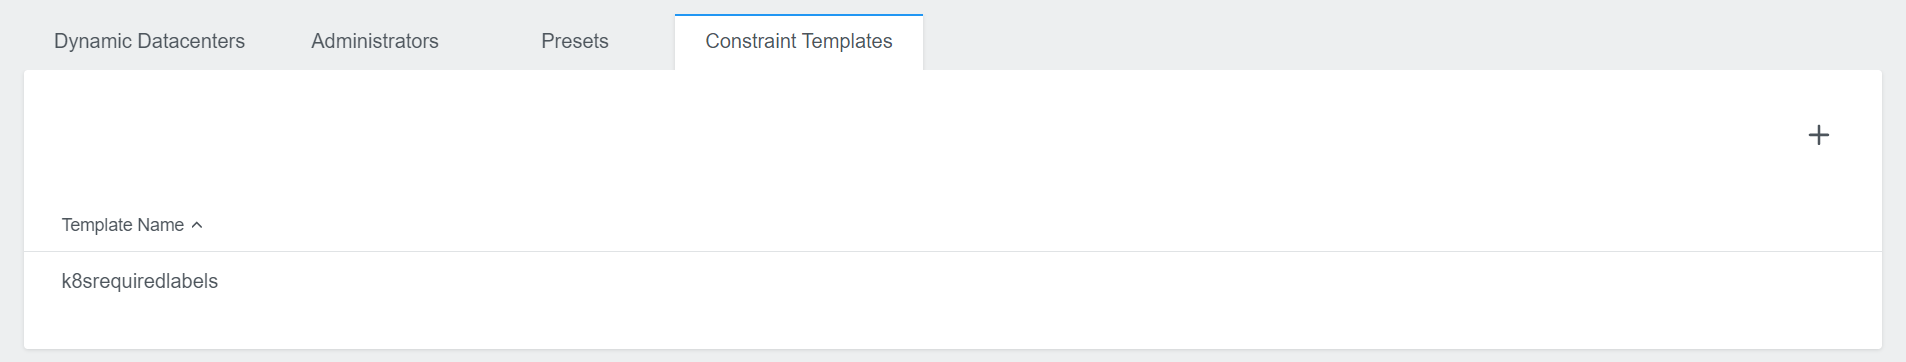 Dynamic Datacenters Administrators Presets Constraint Templates
Template Name
k8srequiredlabels